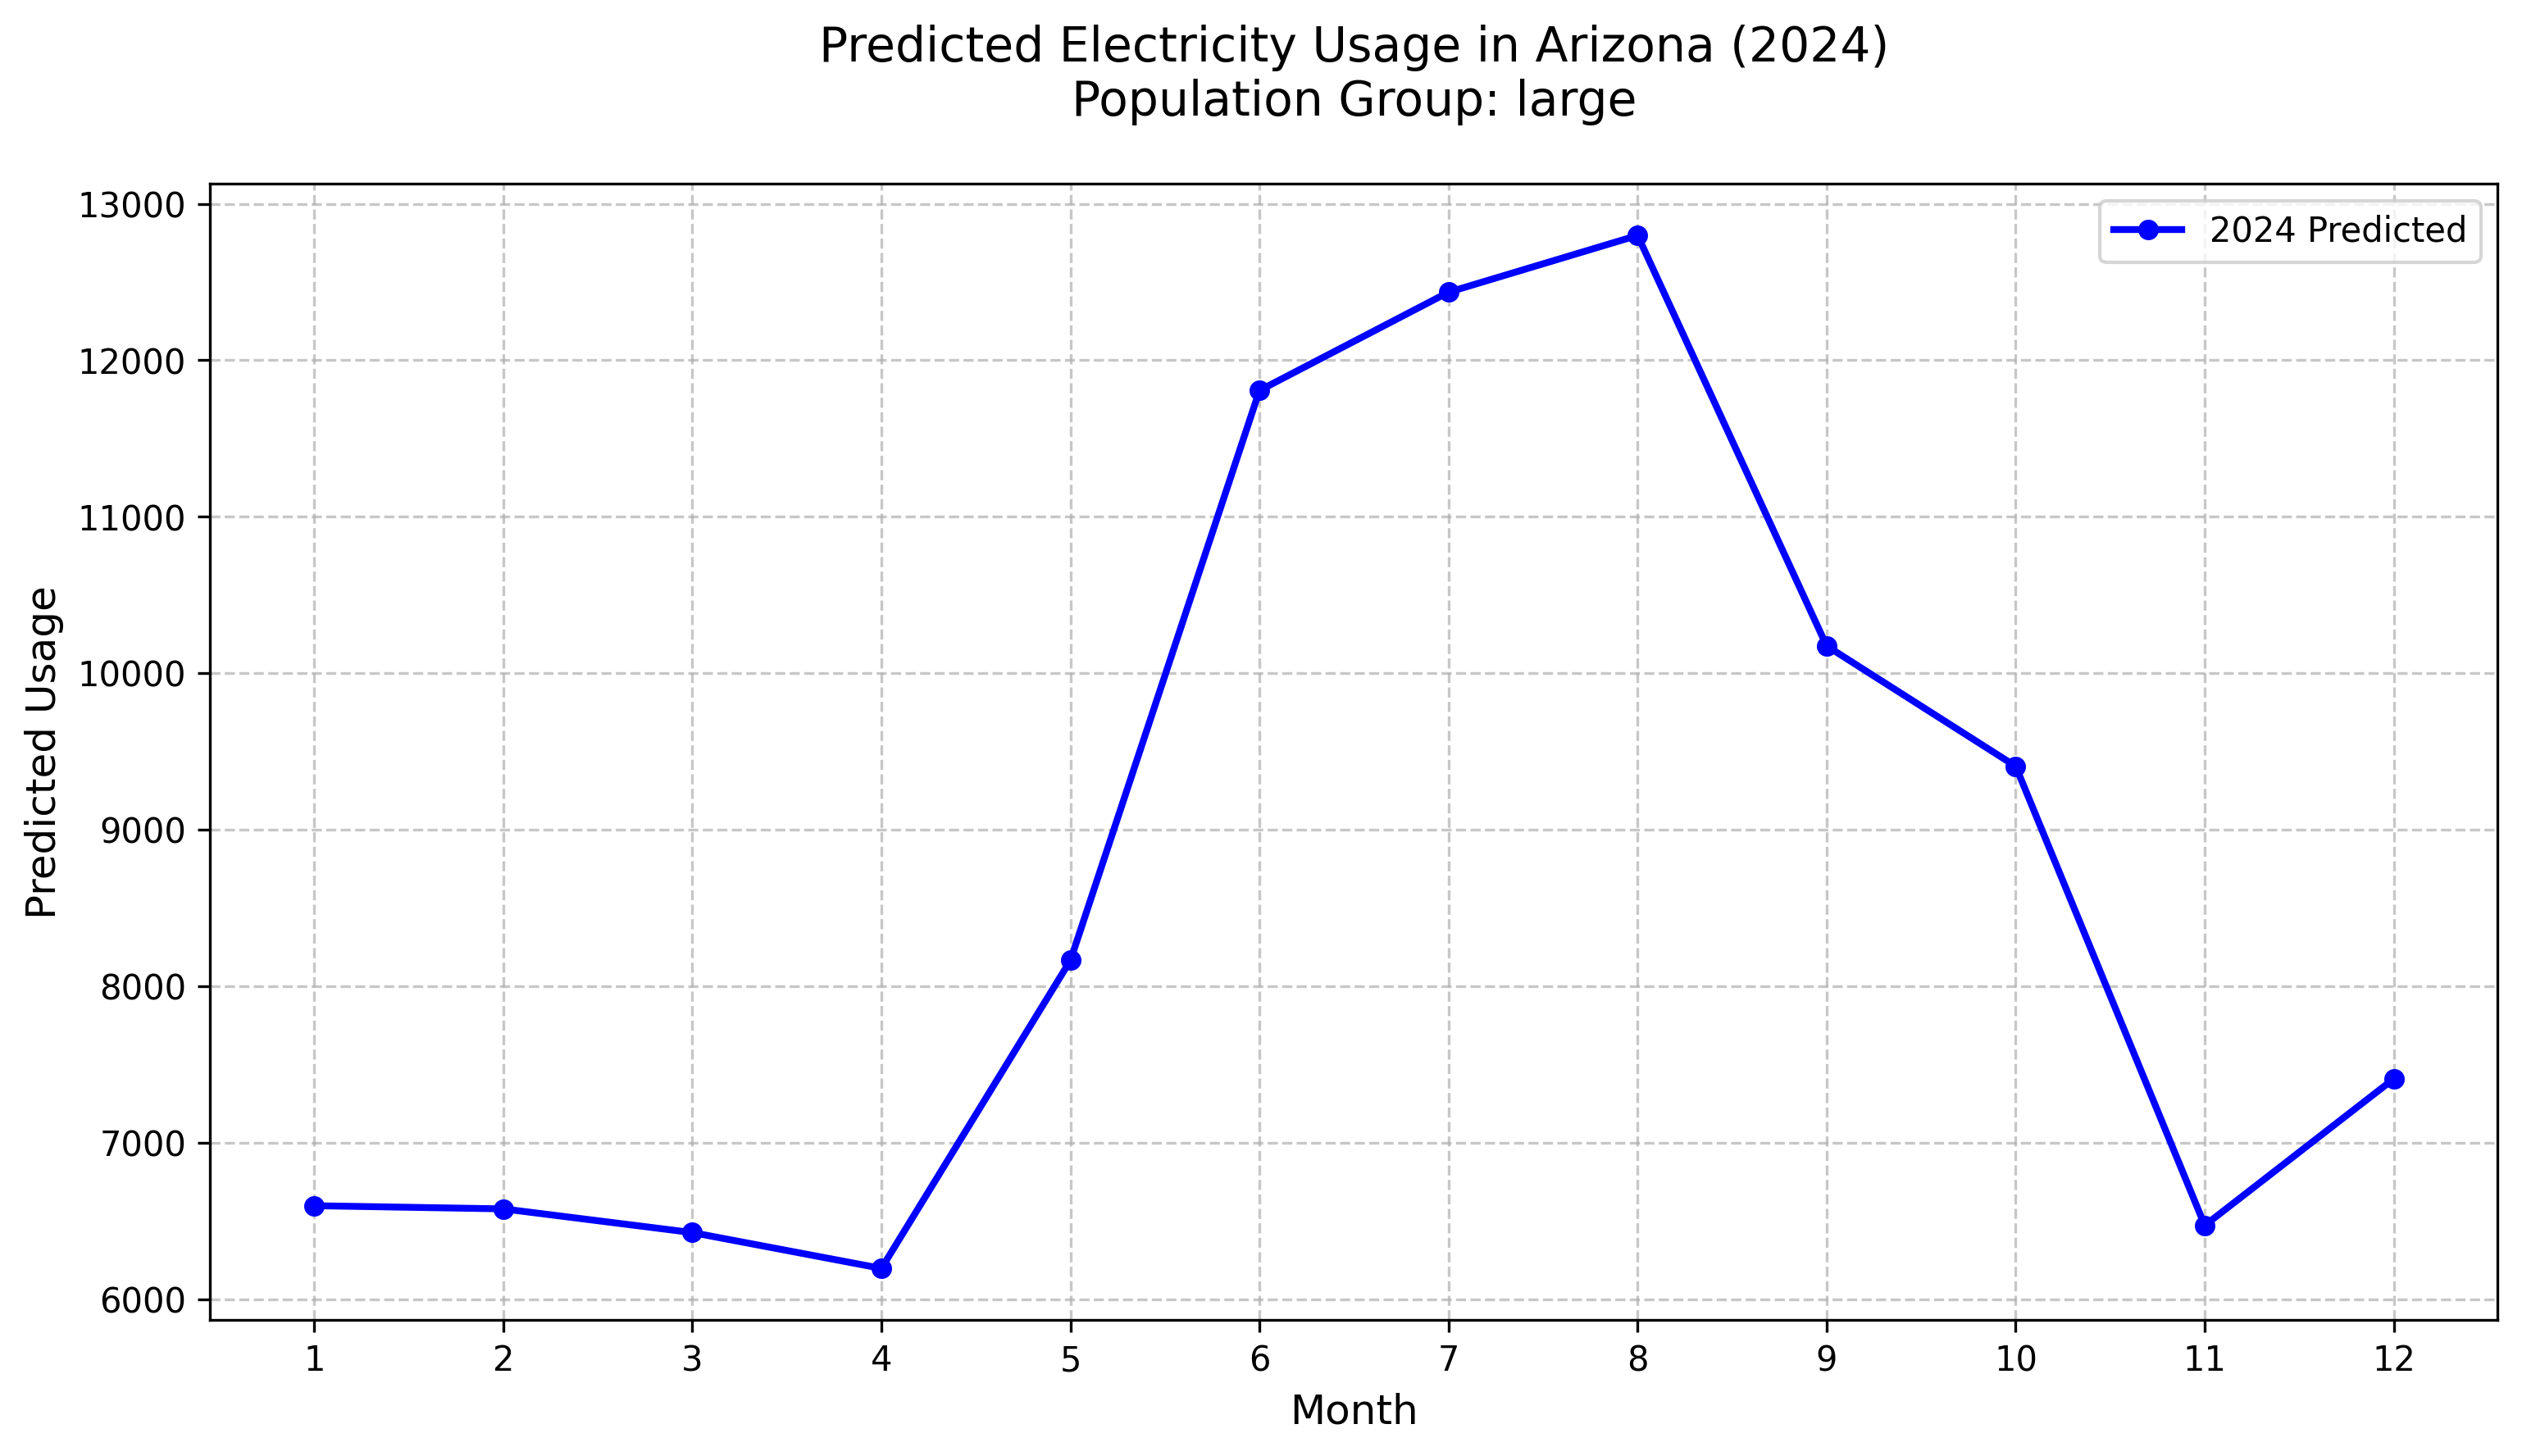 Predicted Electricity Usage in Arizona (2024)
Population Group: large
2024 Predicted
Predicted Usage
13000
12000
11000
10000
9000
8000
7000
6000
1 2 3 4 5 6 7 8 9 10 11 12
Month